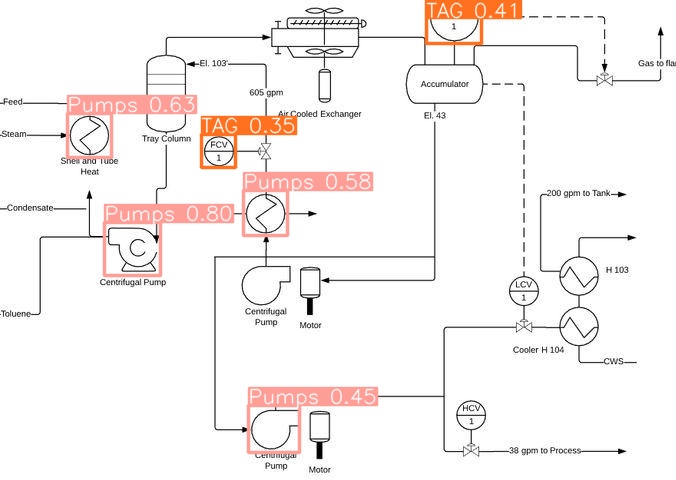 TAG 0.41
1
El. 103'
Gas to flar
605 gpm
Accumulator
Feed
Pumps 0.63
Air Cooled Exchanger
El. 43
TAG 0.35
Steam
Tray Column
FCV
1
Shell and Tube
Heat
Pumps 0.58
200 gpm to Tank
Condensate
Pumps 0.80
C
H 103
Centrifugal Pump
LCV
1
Toluene
Centrifugal
Pump
Motor
Cooler H 104
CWS
Pumps 0.45
HCV
1
38 gpm to Process
Centrifugal
Pump
Motor